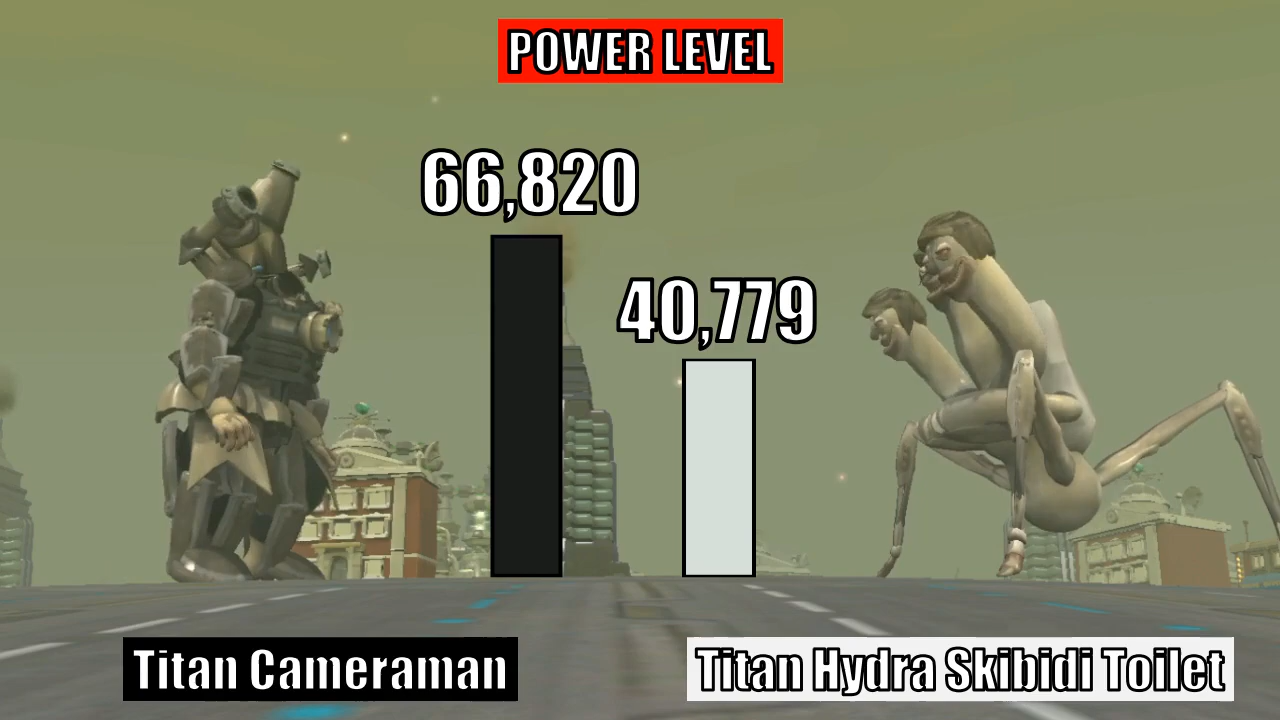 POWER LEVEL
66,820
40,779
Titan Cameraman
Titan Hydra Skibidi Toilet